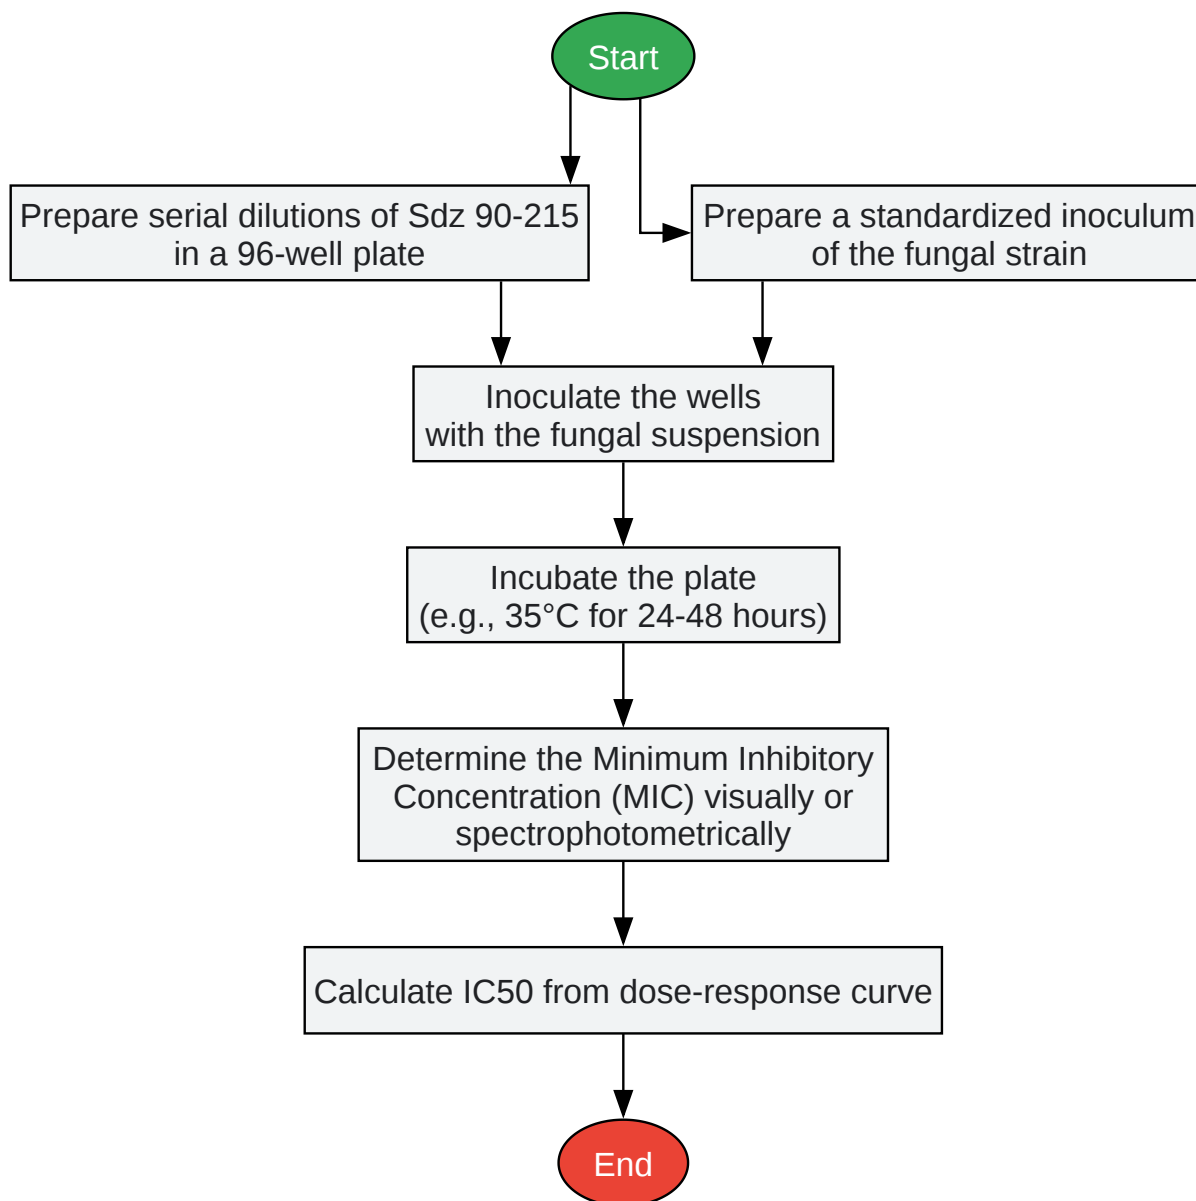 Start
Prepare serial dilutions of Sdz 90-215
in a 96-well plate
Prepare a standardized inoculum
of the fungal strain
Inoculate the wells
with the fungal suspension
Incubate the plate
(e.g., 35°C for 24-48 hours)
Determine the Minimum Inhibitory
Concentration (MIC) visually or
spectrophotometrically
Calculate IC50 from dose-response curve
End